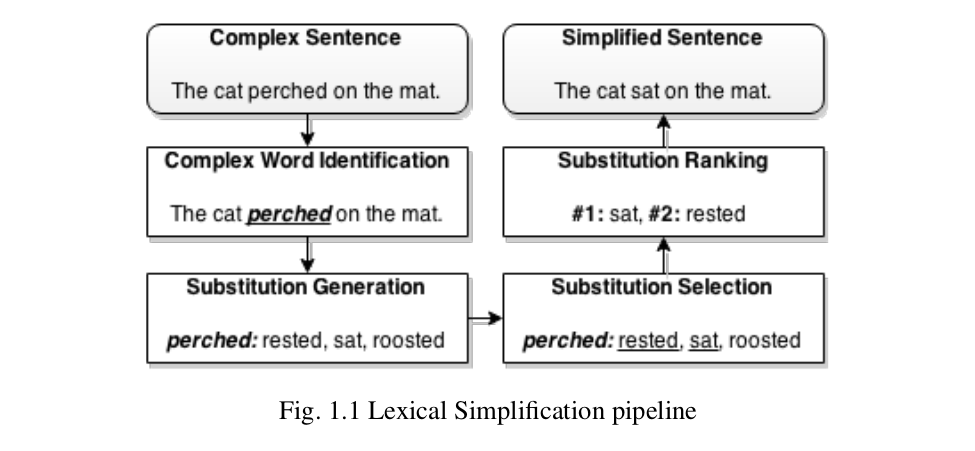 Complex Sentence
The cat perched on the mat.
Complex Word Identification
The cat perched on the mat.
Substitution Generation
perched: rested, sat, roosted
Substitution Selection
perched: rested, sat, roosted
Substitution Ranking
#1: sat, #2: rested
Simplified Sentence
The cat sat on the mat.
Fig. 1.1 Lexical Simplification pipeline